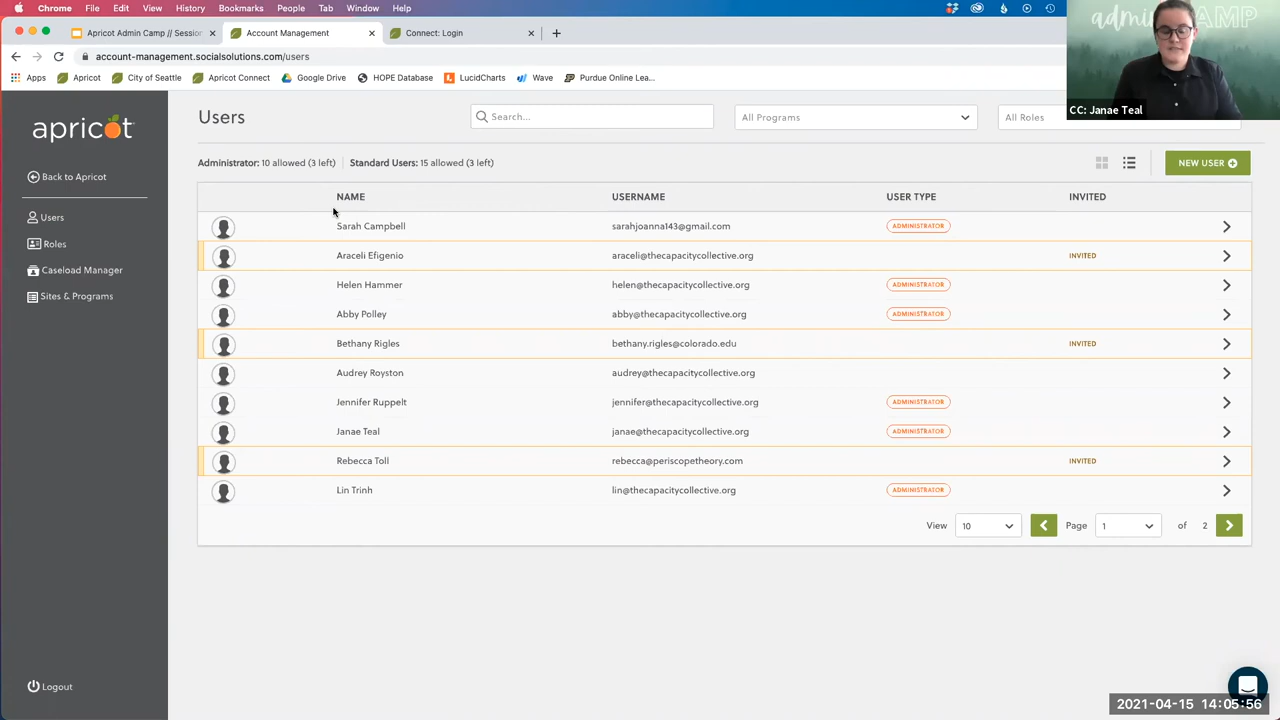 Chrome File Edit View History Bookmarks People Tab Window Help
Apricot Admin Camp // Session
Account Management
Connect: Login
account-management.socialsolutions.com/users
Apps Apricot City of Seattle Apricot Connect Google Drive HOPE Database LucidCharts Wave Purdue Online Lea...
adminCAMP
CC: Janae Teal
apricot
Back to Apricot
Users
Roles
Caseload Manager
Sites & Programs
Logout
Users
Search...
All Programs
All Roles
Administrator: 10 allowed (3 left) Standard Users: 15 allowed (3 left)
NEW USER
NAME USERNAME USER TYPE INVITED
Sarah Campbell sarahjoanna143@gmail.com ADMINISTRATOR
Araceli Efigenio araceli@thecapacitycollective.org INVITED
Helen Hammer helen@thecapacitycollective.org ADMINISTRATOR
Abby Polley abby@thecapacitycollective.org ADMINISTRATOR
Bethany Rigles bethany.rigles@colorado.edu INVITED
Audrey Royston audrey@thecapacitycollective.org
Jennifer Ruppelt jennifer@thecapacitycollective.org ADMINISTRATOR
Janae Teal janae@thecapacitycollective.org ADMINISTRATOR
Rebecca Toll rebecca@periscopetheory.com INVITED
Lin Trinh lin@thecapacitycollective.org ADMINISTRATOR
View 10 Page 1 of 2
2021-04-15 14:05:56